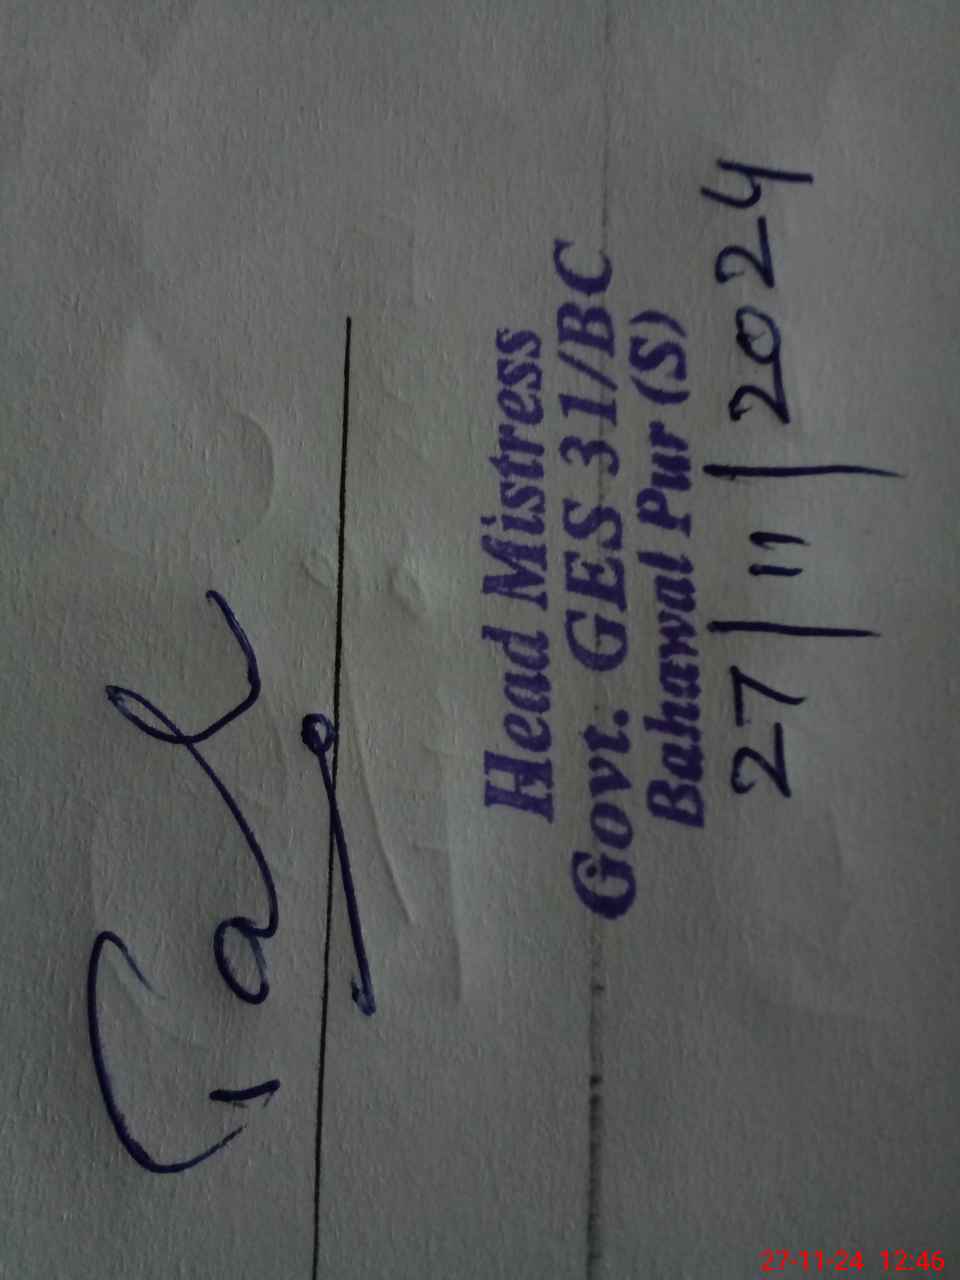 Head Mistress
Govt. GES 31/BC
Bahawal Pur (S)
27/11/2024
27-11-24 12:46